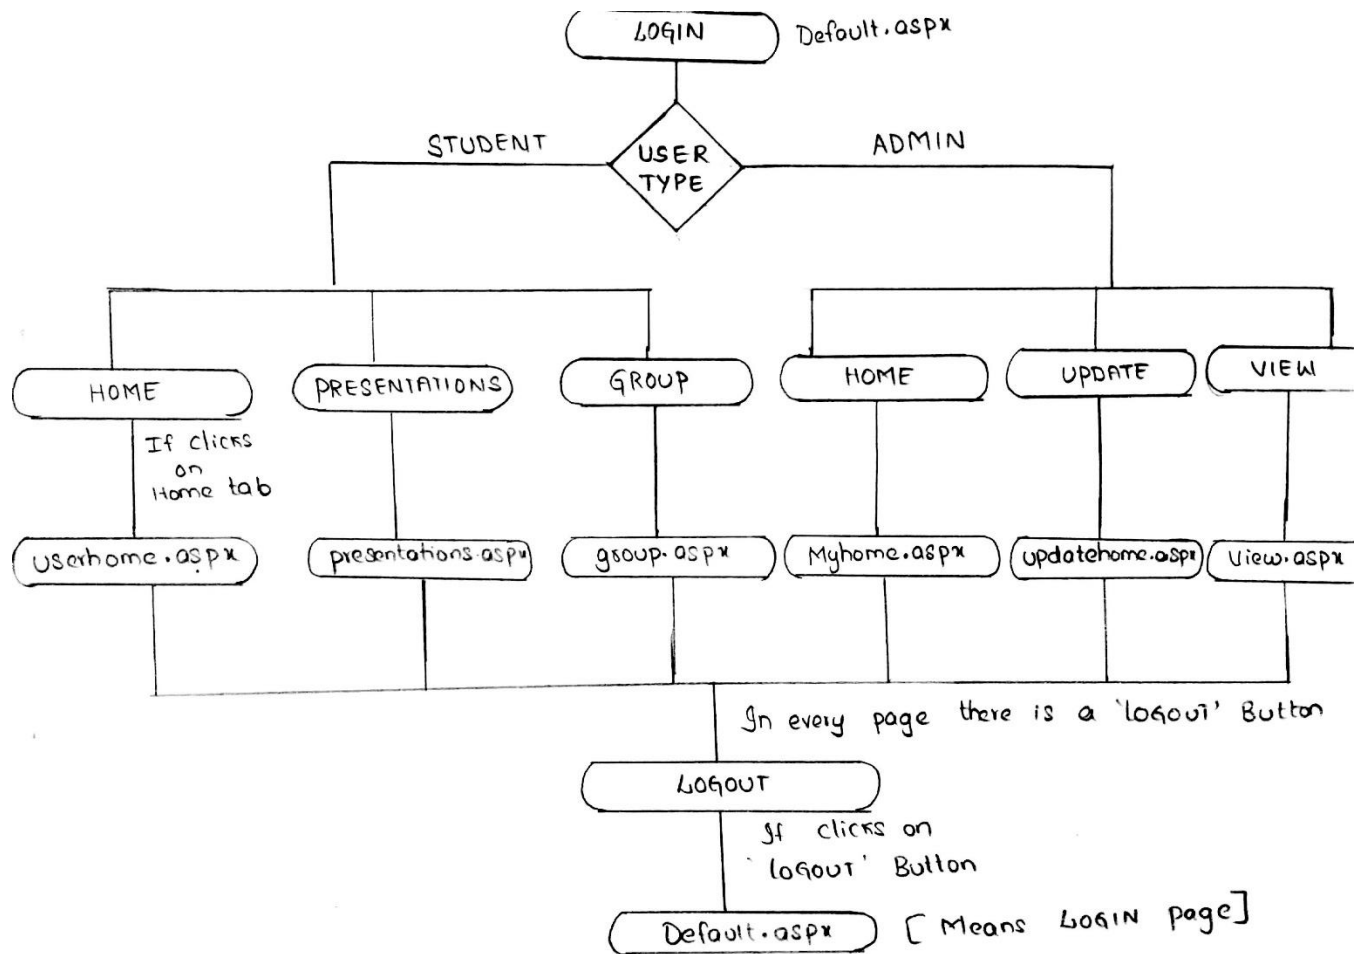 LOGIN
Default.aspx
STUDENT
USER
TYPE
ADMIN
HOME
PRESENTATIONS
GROUP
HOME
UPDATE
VIEW
If clicks
on
Home tab
userhome.aspx
presentations.aspx
group.aspx
Myhome.aspx
updatehome.aspx
view.aspx
In every page there is a 'LOGOUT' Button
LOGOUT
If clicks on
'LOGOUT' Button
Default.aspx
[Means LOGIN page]